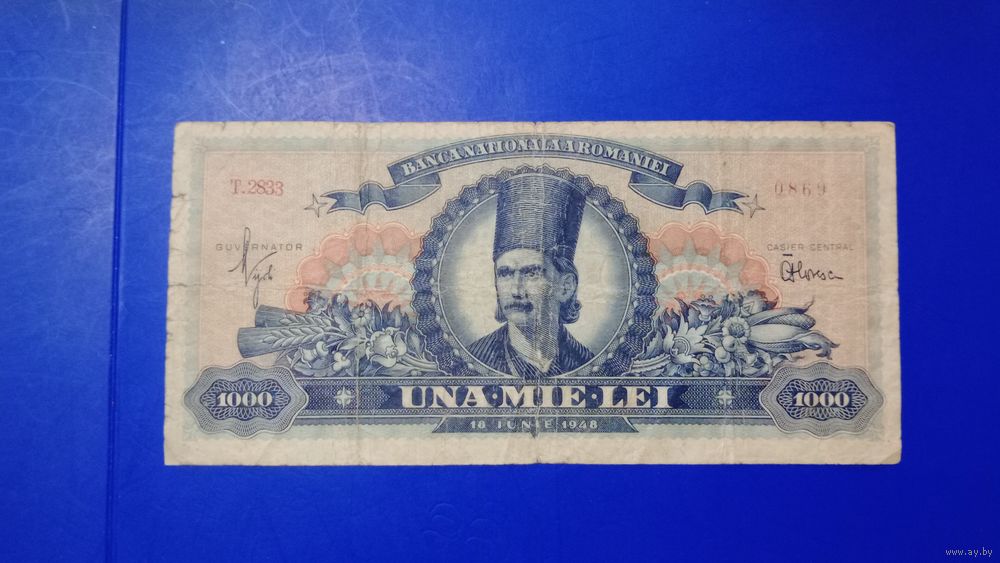 BANCA NATIONALA A ROMANIEI
T.2833
0869
GUVERNATOR
CASIER CENTRAL
1000
UNA·MIE·LEI
1000
18 IUNIE 1948
www.ay.by